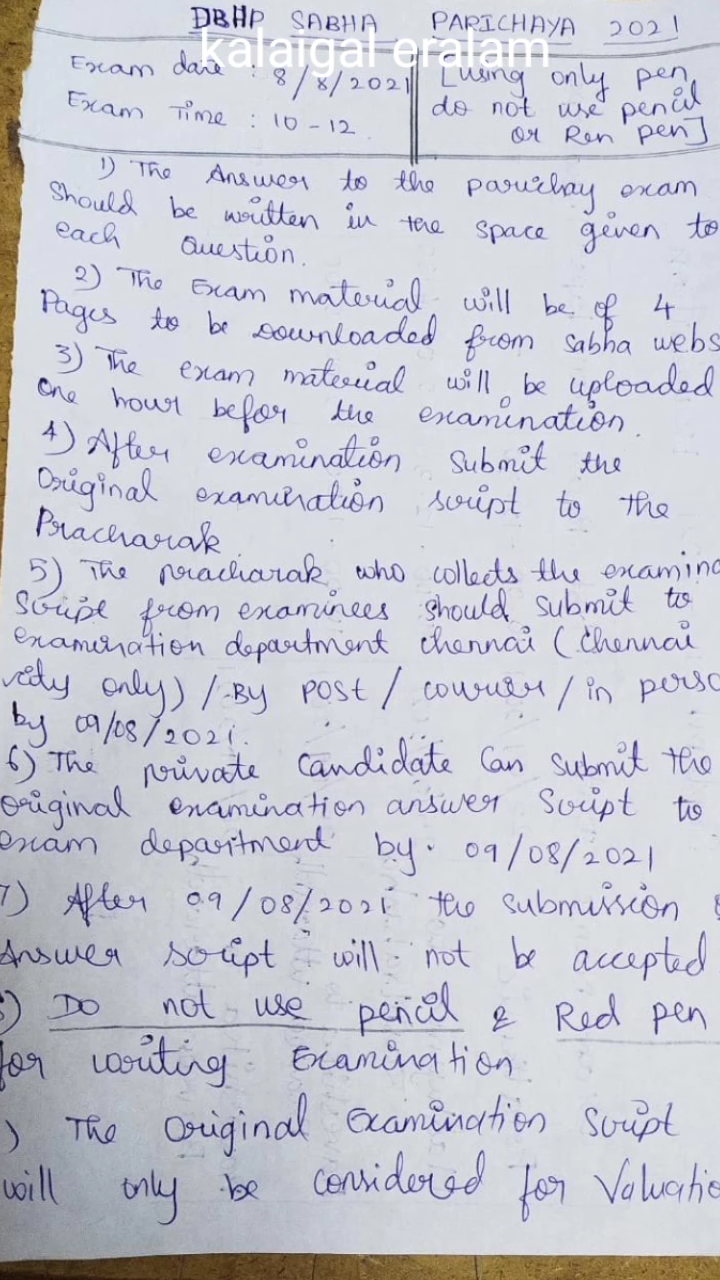 DBHP SABHA PARICHAYA 2021
kalaigal eralam
Exam date : 8/8/2021
Exam Time : 10-12
[using only pen
do not use pencil
or Ren pen]
1) The Answer to the parichay exam
Should be written in the space given to
each Question.
2) The Exam material will be of 4
Pages to be Downloaded from Sabha webs
3) The exam material will be uploaded
One hour befor the examination.
4) After examination Submit the
Original examination script to the
Pracharak
5) The pracharak who collects the examina
Script from examinees should submit to
examination department chennai (Chennai
city only) / By Post / courier / in perso
by 09/08/2021.
6) The private Candidate Can Submit the
original examination answer Script to
exam department by. 09/08/2021
7) After 09/08/2021 the submission
Answer script will not be accepted
) Do not use pencil & Red pen
for writing Examination
) The Original Examination Script
will only be considered for Valuatio